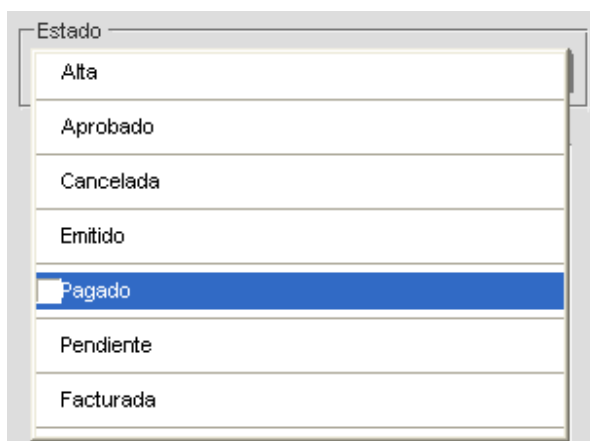 Estado
Alta
Aprobado
Cancelada
Emitido
Pagado
Pendiente
Facturada